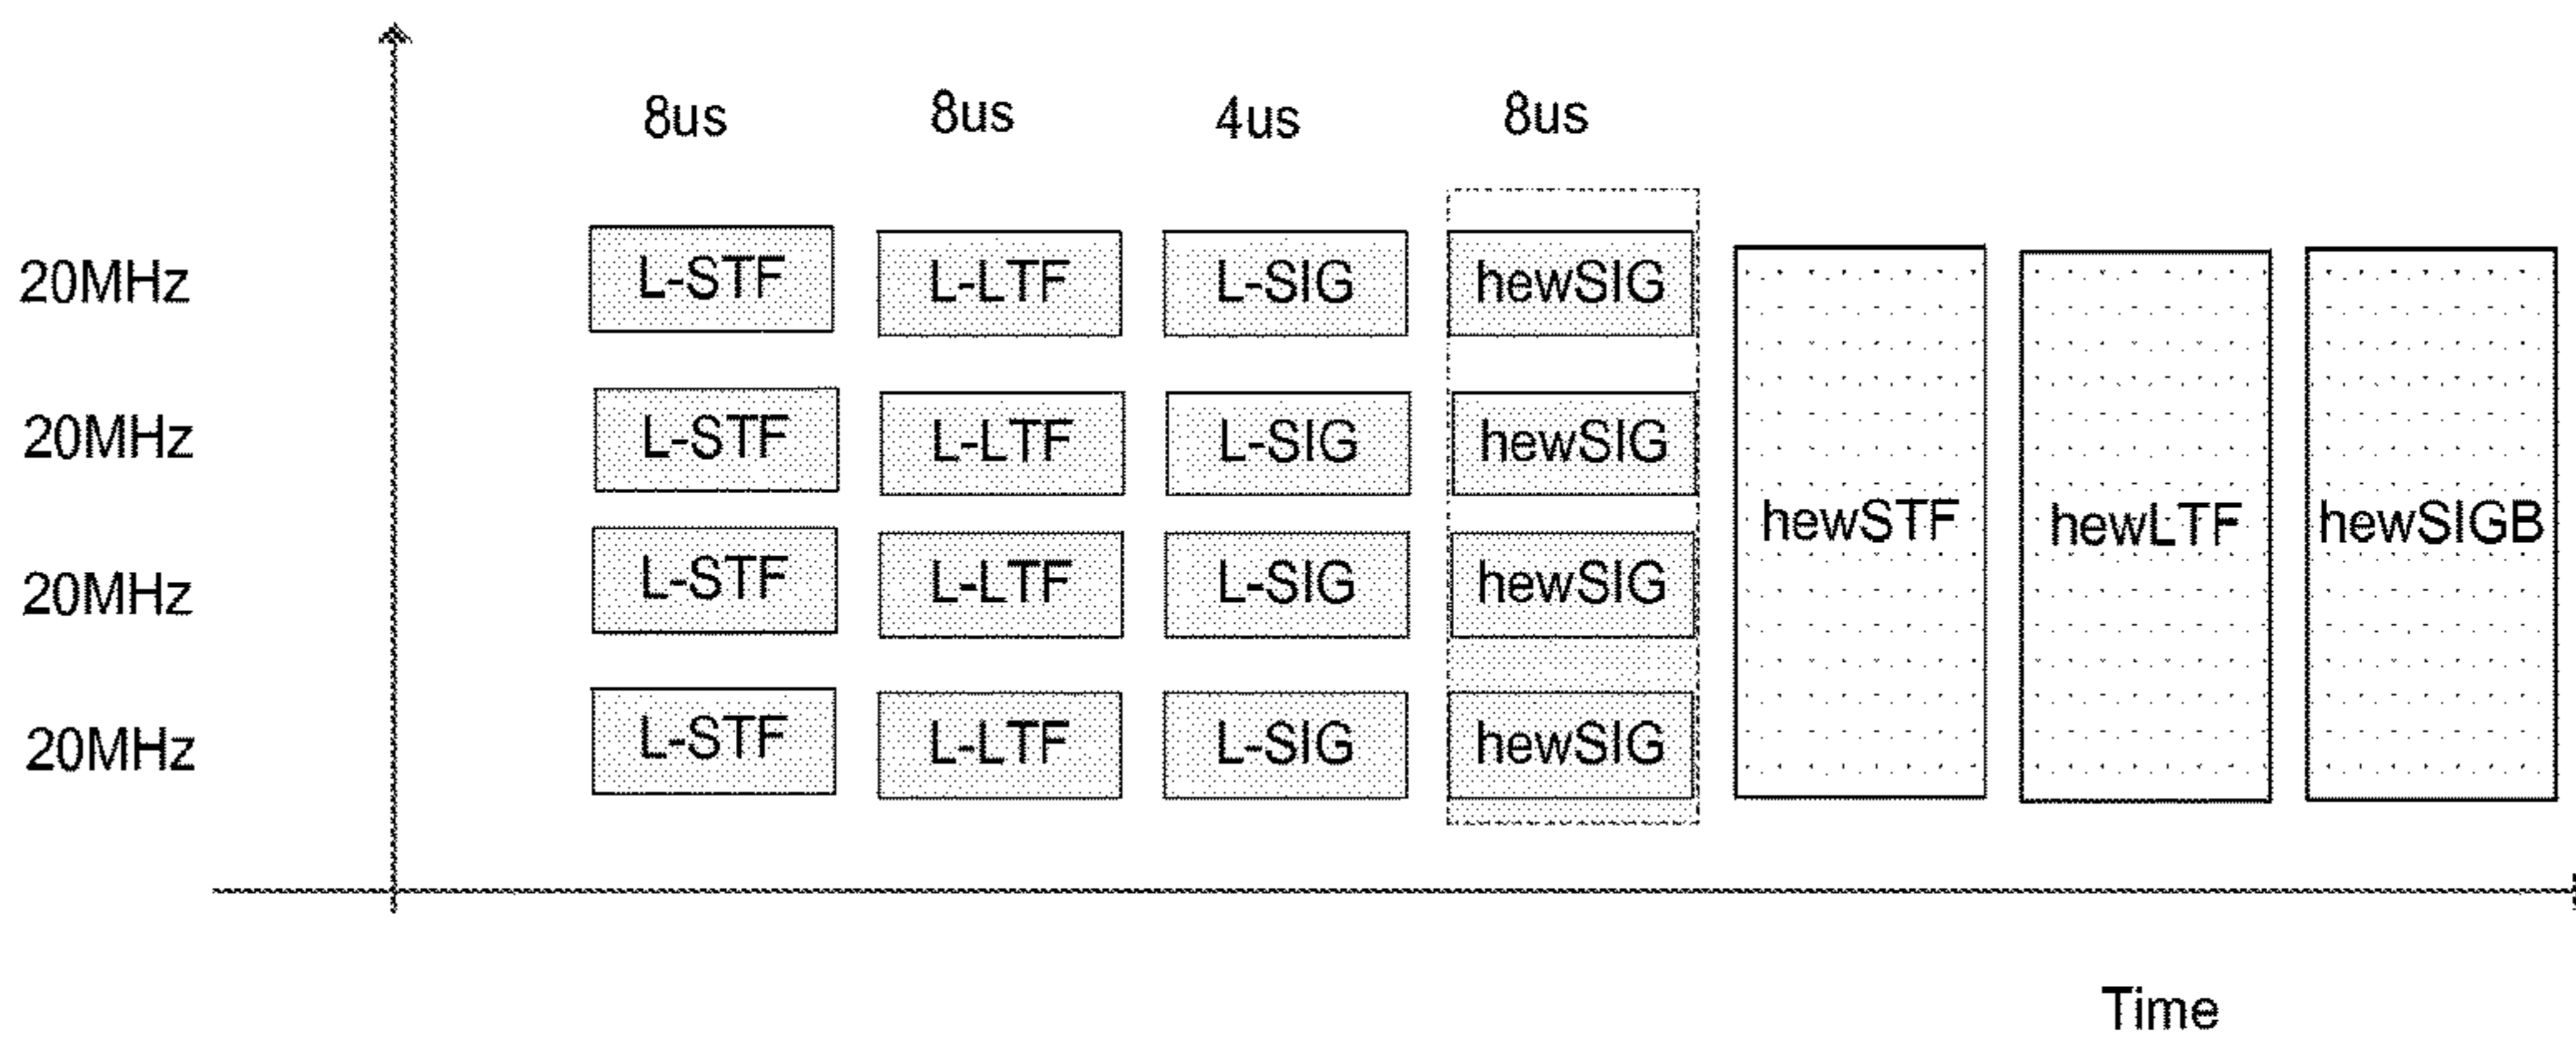 8us 8us 4us 8us
20MHz L-STF L-LTF L-SIG hewSIG
20MHz L-STF L-LTF L-SIG hewSIG
hewSTF hewLTF hewSIGB
20MHz L-STF L-LTF L-SIG hewSIG
20MHz L-STF L-LTF L-SIG hewSIG
Time